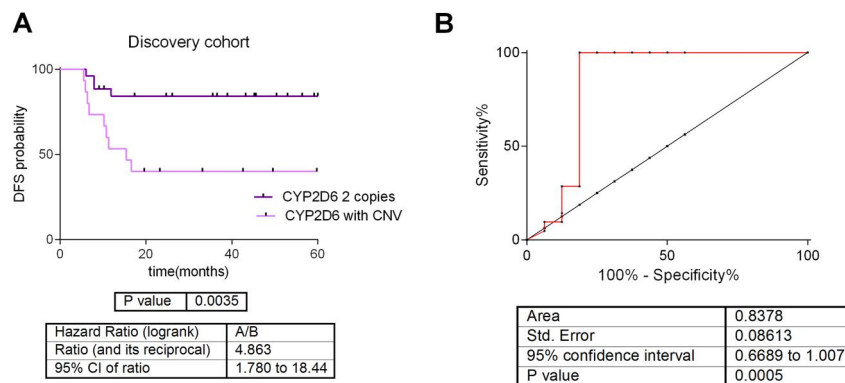 A
Discovery cohort
DFS probability
100
50
0
0 20 40 60
time(months)
CYP2D6 2 copies
CYP2D6 with CNV
P value 0.0035
Hazard Ratio (logrank) A/B
Ratio (and its reciprocal) 4.863
95% CI of ratio 1.780 to 18.44
B
Sensitivity%
100
50
0
0 50 100
100% - Specificity%
Area 0.8378
Std. Error 0.08613
95% confidence interval 0.6689 to 1.007
P value 0.0005